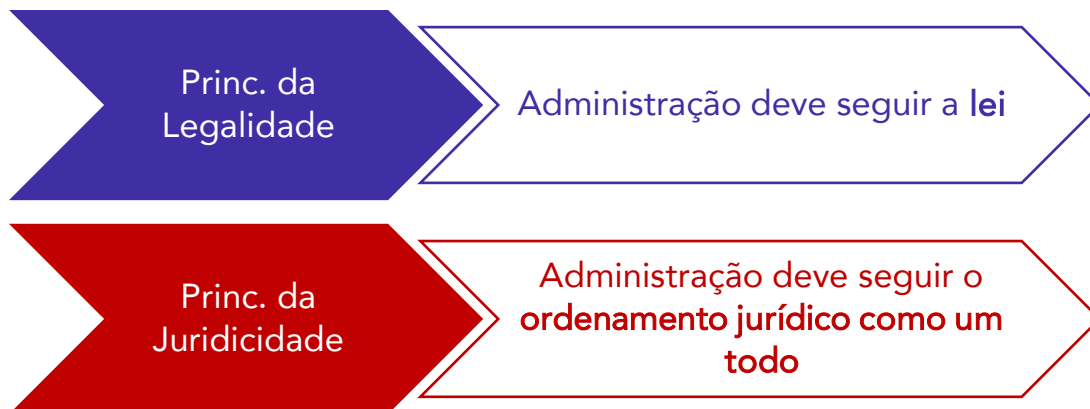 Princ. da
Legalidade
Administração deve seguir a lei
Princ. da
Juridicidade
Administração deve seguir o
ordenamento jurídico como um
todo